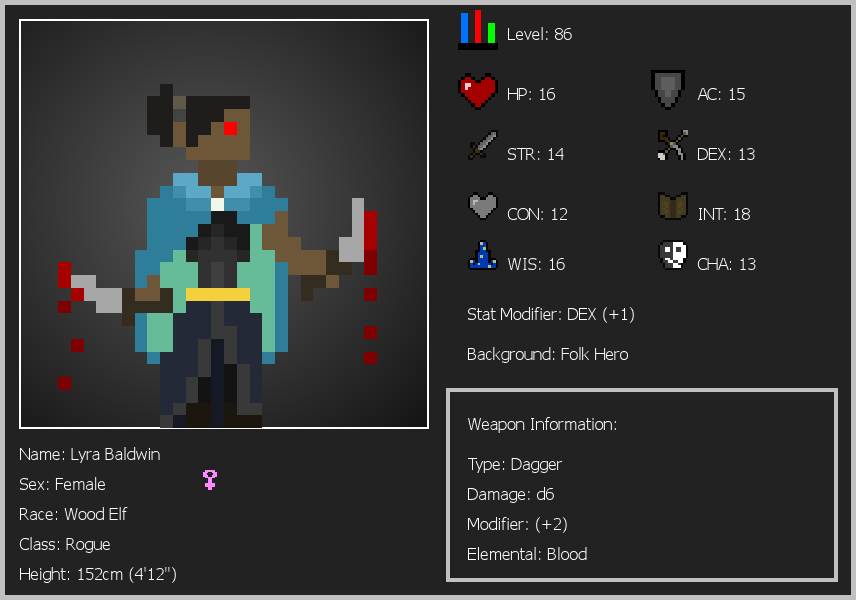 Level: 86
HP: 16
AC: 15
STR: 14
DEX: 13
CON: 12
INT: 18
WIS: 16
CHA: 13
Stat Modifier: DEX (+1)
Background: Folk Hero
Weapon Information:
Type: Dagger
Damage: d6
Modifier: (+2)
Elemental: Blood
Name: Lyra Baldwin
Sex: Female
Race: Wood Elf
Class: Rogue
Height: 152cm (4'12")